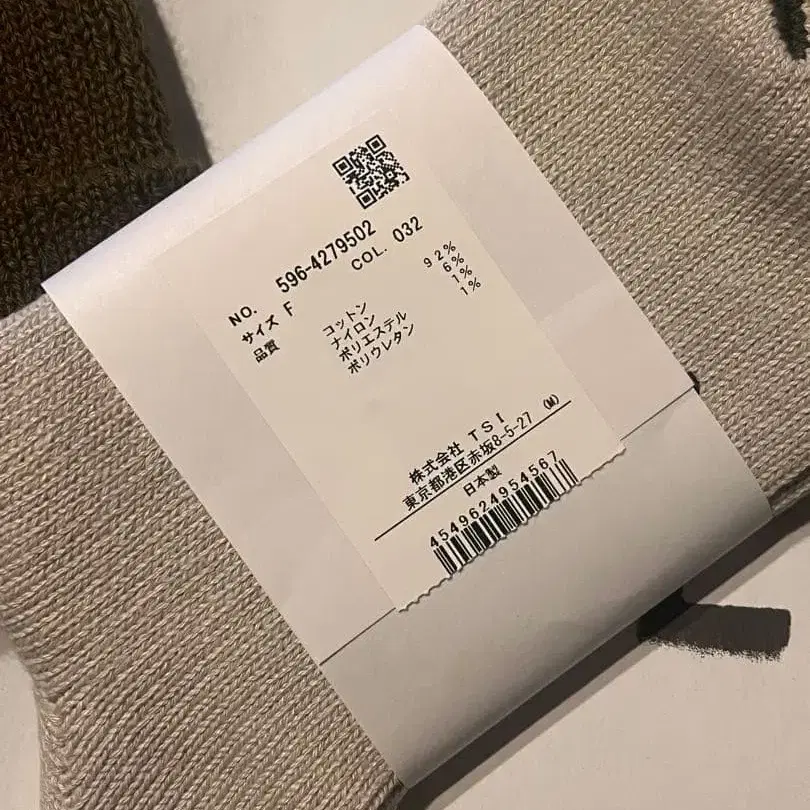 NO. 596-4279502
サイズ F COL. 032
品質 コットン 92%
ナイロン 6%
ポリエステル 1%
ポリウレタン 1%
株式会社 TSI
東京都港区赤坂8-5-27 (M)
日本製
4549624954567